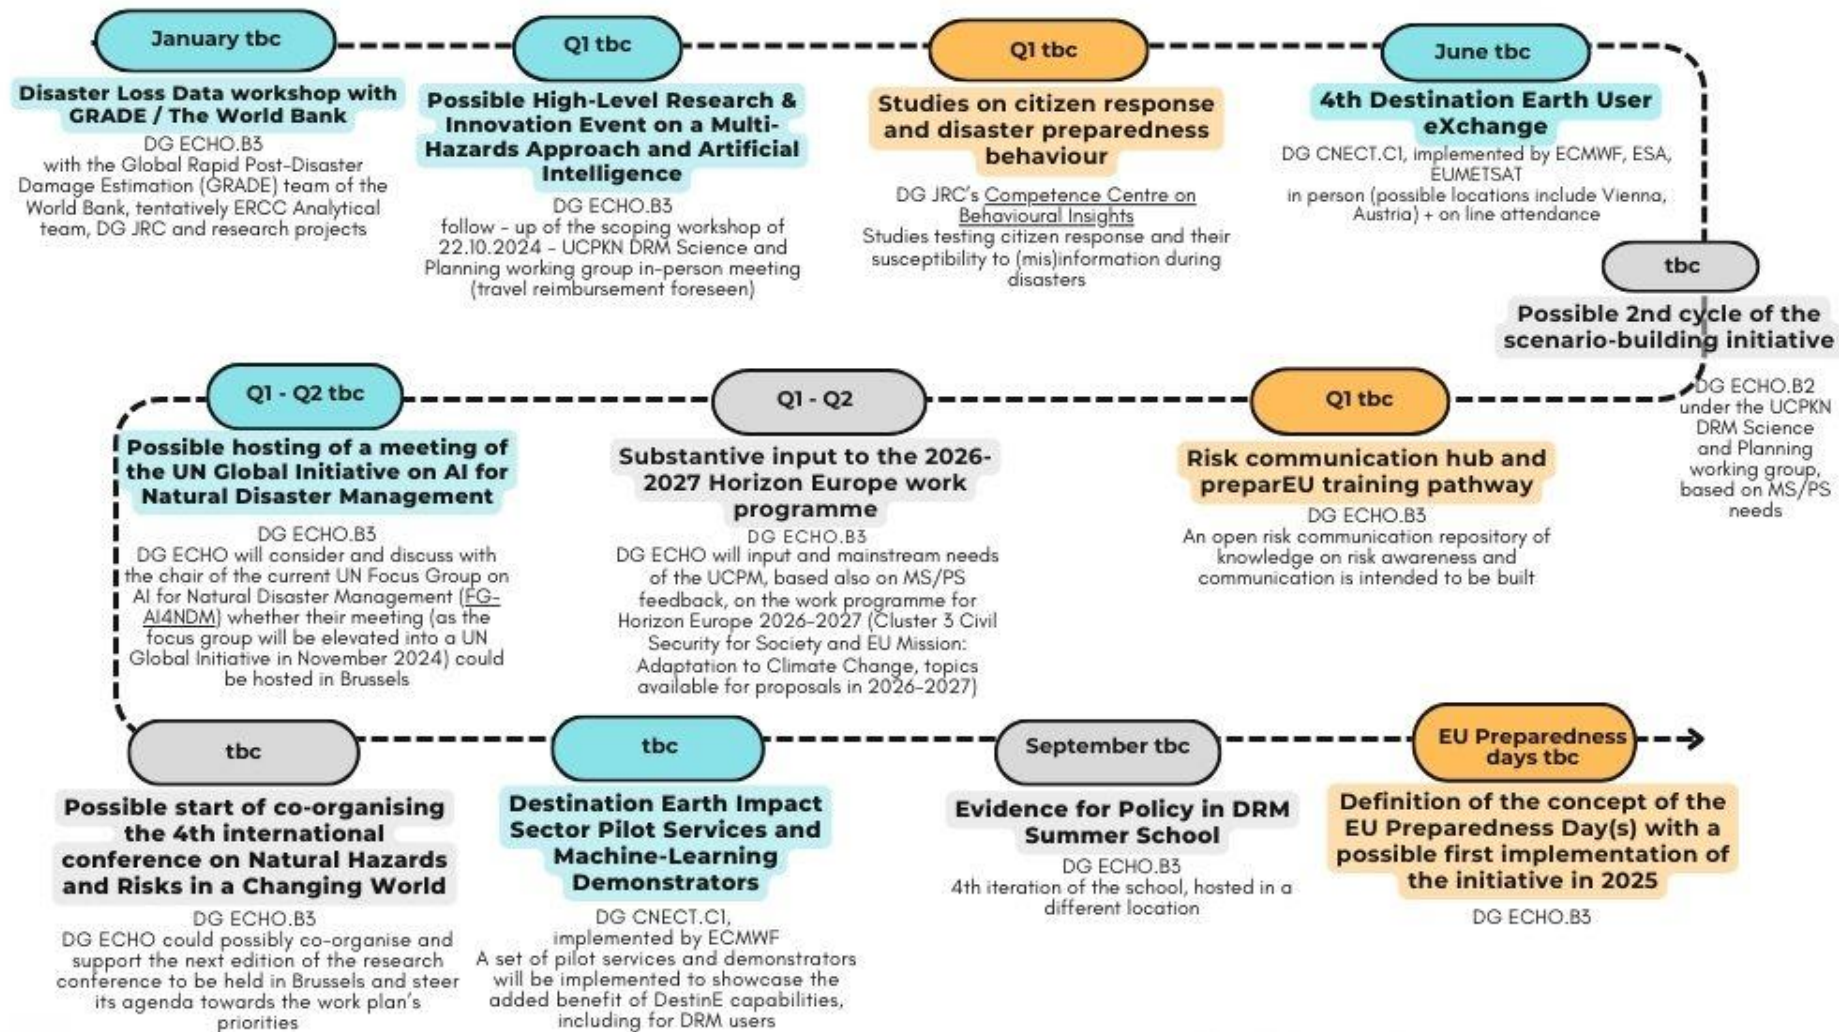 January tbc
Disaster Loss Data workshop with
GRADE / The World Bank
DG ECHO.B3
with the Global Rapid Post-Disaster
Damage Estimation (GRADE) team of the
World Bank, tentatively ERCC Analytical
team, DG JRC and research projects
Q1 tbc
Possible High-Level Research &
Innovation Event on a Multi-
Hazards Approach and Artificial
Intelligence
DG ECHO.B3
follow - up of the scoping workshop of
22.10.2024 - UCPKN DRM Science and
Planning working group in-person meeting
(travel reimbursement foreseen)
Q1 tbc
Studies on citizen response
and disaster preparedness
behaviour
DG JRC's Competence Centre on
Behavioural Insights
Studies testing citizen response and their
susceptibility to (mis)information during
disasters
June tbc
4th Destination Earth User
eXchange
DG CNECT.C1, implemented by ECMWF, ESA,
EUMETSAT
in person (possible locations include Vienna,
Austria) + on line attendance
tbc
Possible 2nd cycle of the
scenario-building initiative
DG ECHO.B2
under the UCPKN
DRM Science
and Planning
working group,
based on MS/PS
needs
Q1 - Q2 tbc
Possible hosting of a meeting of
the UN Global Initiative on AI for
Natural Disaster Management
DG ECHO.B3
DG ECHO will consider and discuss with
the chair of the current UN Focus Group on
AI for Natural Disaster Management (FG-
AI4NDM) whether their meeting (as the
focus group will be elevated into a UN
Global Initiative in November 2024) could
be hosted in Brussels
Q1 - Q2
Substantive input to the 2026-
2027 Horizon Europe work
programme
DG ECHO.B3
DG ECHO will input and mainstream needs
of the UCPM, based also on MS/PS
feedback, on the work programme for
Horizon Europe 2026-2027 (Cluster 3 Civil
Security for Society and EU Mission:
Adaptation to Climate Change, topics
available for proposals in 2026-2027)
Q1 tbc
Risk communication hub and
preparEU training pathway
DG ECHO.B3
An open risk communication repository of
knowledge on risk awareness and
communication is intended to be built
tbc
Possible start of co-organising
the 4th international
conference on Natural Hazards
and Risks in a Changing World
DG ECHO.B3
DG ECHO could possibly co-organise and
support the next edition of the research
conference to be held in Brussels and steer
its agenda towards the work plan's
priorities
tbc
Destination Earth Impact
Sector Pilot Services and
Machine-Learning
Demonstrators
DG CNECT.C1,
implemented by ECMWF
A set of pilot services and demonstrators
will be implemented to showcase the
added benefit of DestinE capabilities,
including for DRM users
September tbc
Evidence for Policy in DRM
Summer School
DG ECHO.B3
4th iteration of the school, hosted in a
different location
EU Preparedness
days tbc
Definition of the concept of the
EU Preparedness Day(s) with a
possible first implementation of
the initiative in 2025
DG ECHO.B3